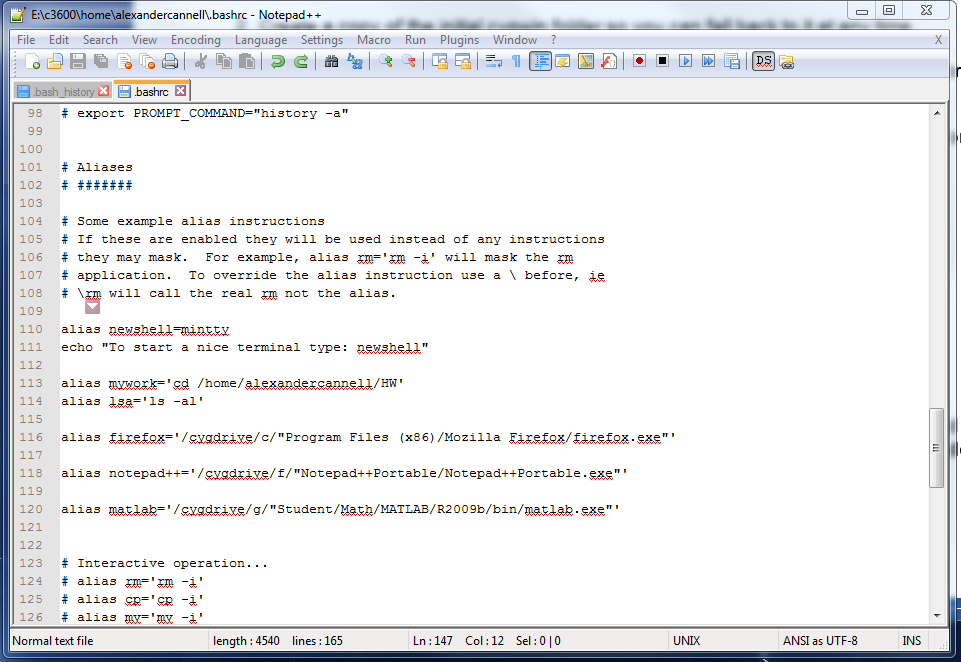 E:\c3600\home\alexandercannell\.bashrc - Notepad++
File Edit Search View Encoding Language Settings Macro Run Plugins Window ? X
DS
.bash_history .bashrc
98 # export PROMPT_COMMAND="history -a"
99
100
101 # Aliases
102 # #######
103
104 # Some example alias instructions
105 # If these are enabled they will be used instead of any instructions
106 # they may mask.  For example, alias rm='rm -i' will mask the rm
107 # application.  To override the alias instruction use a \ before, ie
108 # \rm will call the real rm not the alias.
109
110 alias newshell=mintty
111 echo "To start a nice terminal type: newshell"
112
113 alias mywork='cd /home/alexandercannell/HW'
114 alias lsa='ls -al'
115
116 alias firefox='/cygdrive/c/"Program Files (x86)/Mozilla Firefox/firefox.exe"'
117
118 alias notepad++='/cygdrive/f/"Notepad++Portable/Notepad++Portable.exe"'
119
120 alias matlab='/cygdrive/g/"Student/Math/MATLAB/R2009b/bin/matlab.exe"'
121
122
123 # Interactive operation...
124 # alias rm='rm -i'
125 # alias cp='cp -i'
126 # alias mv='mv -i'
Normal text file length : 4540 lines : 165 Ln : 147 Col : 12 Sel : 0 | 0 UNIX ANSI as UTF-8 INS